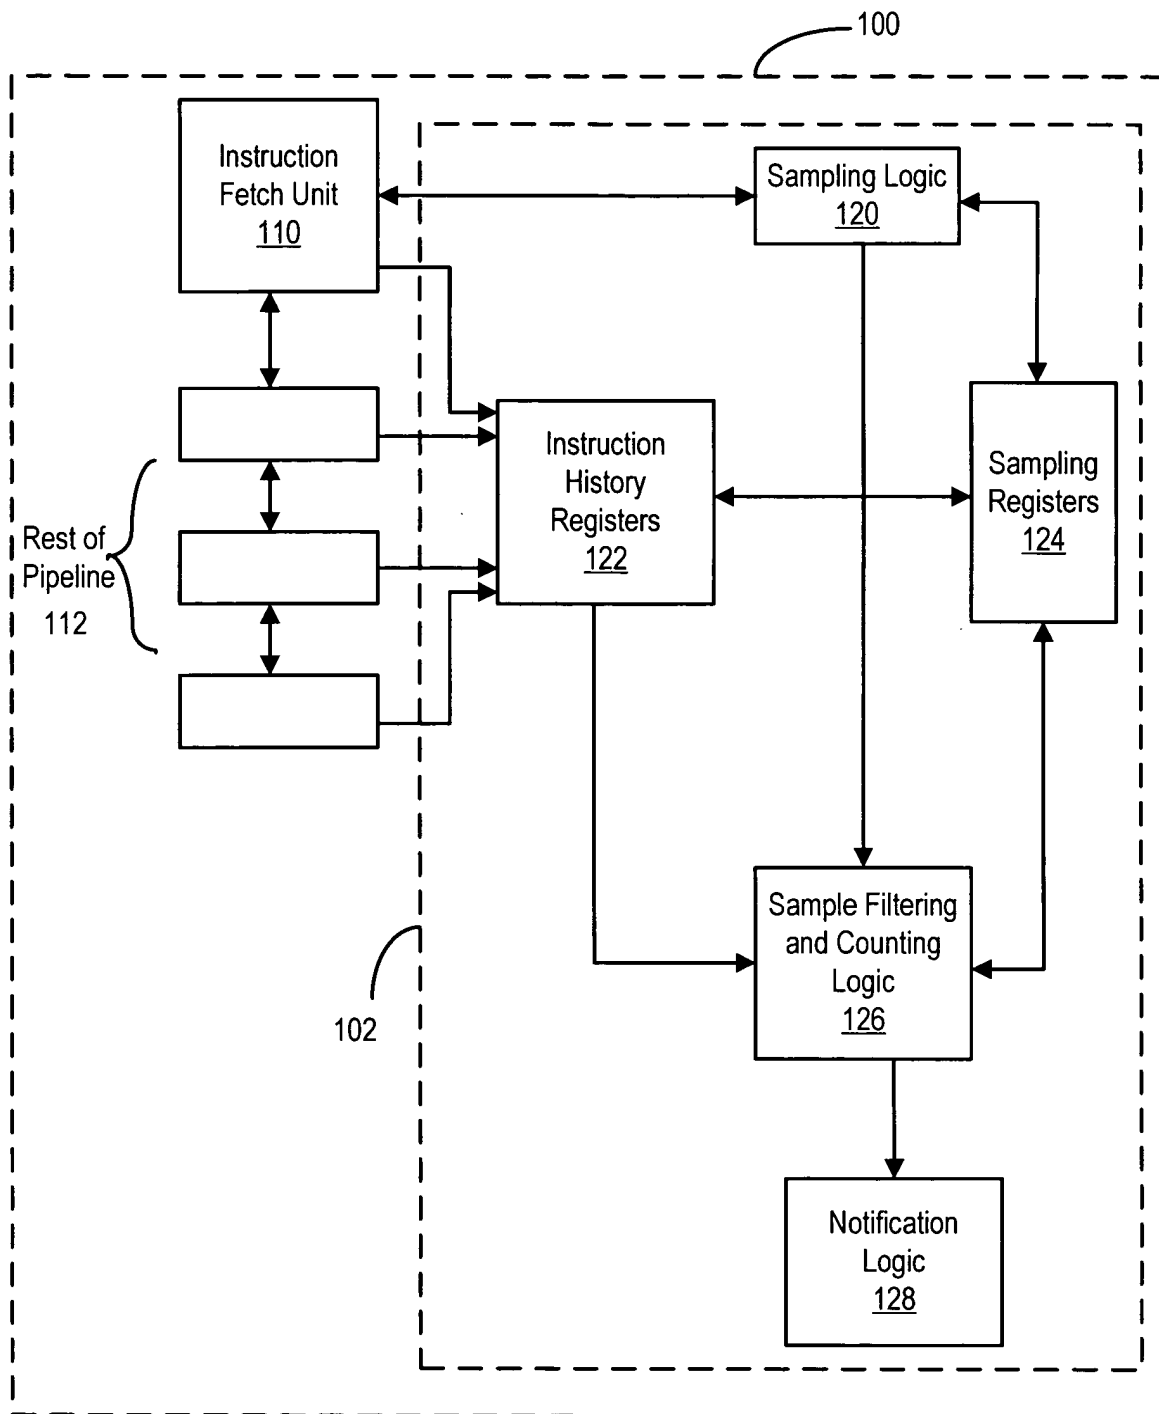 100
Instruction
Fetch Unit
110
Sampling Logic
120
Instruction
History
Registers
122
Sampling
Registers
124
Rest of
Pipeline
112
Sample Filtering
and Counting
Logic
126
102
Notification
Logic
128